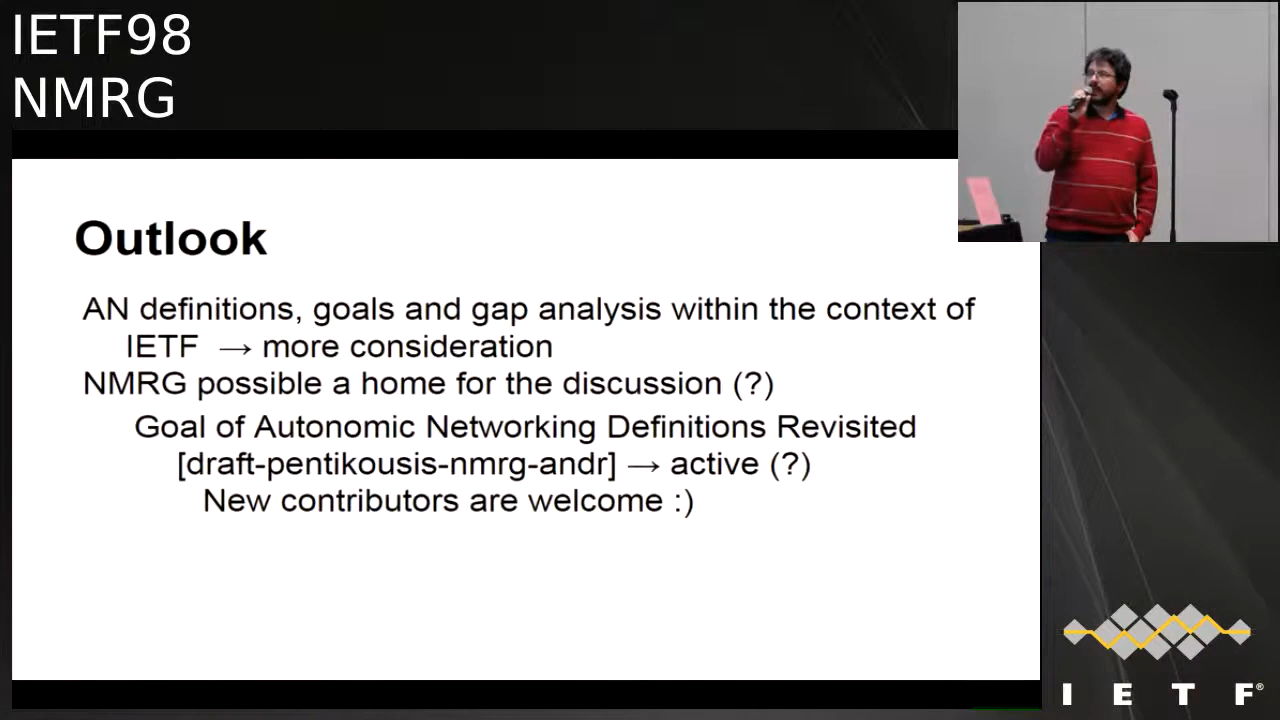 IETF98
NMRG
Outlook
AN definitions, goals and gap analysis within the context of
IETF → more consideration
NMRG possible a home for the discussion (?)
Goal of Autonomic Networking Definitions Revisited
[draft-pentikousis-nmrg-andr] → active (?)
New contributors are welcome :)
I E T F®